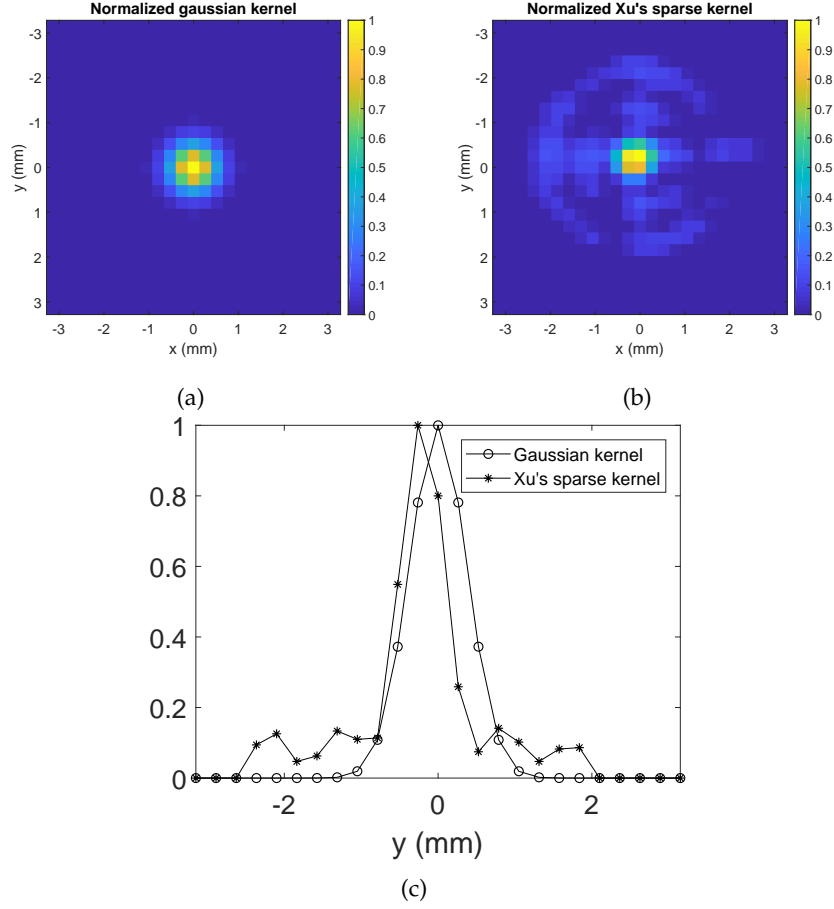 Normalized gaussian kernel
-3
-2
-1
0
1
2
3
y (mm)
-3 -2 -1 0 1 2 3
x (mm)
1
0.9
0.8
0.7
0.6
0.5
0.4
0.3
0.2
0.1
0
(a)
Normalized Xu's sparse kernel
-3
-2
-1
0
1
2
3
y (mm)
-3 -2 -1 0 1 2 3
x (mm)
1
0.9
0.8
0.7
0.6
0.5
0.4
0.3
0.2
0.1
0
(b)
1
0.8
0.6
0.4
0.2
0
-2 0 2
y (mm)
Gaussian kernel
Xu's sparse kernel
(c)